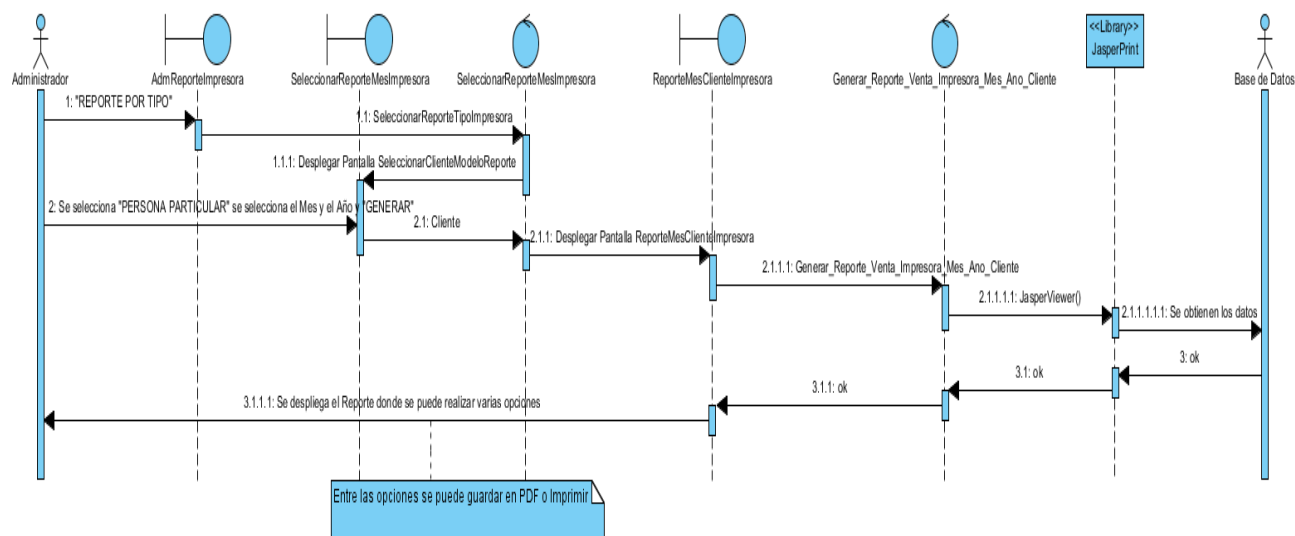 <<Library>>
JasperPrint
Administrador
AdmReporteImpresora
SeleccionarReporteMesImpresora
SeleccionarReporteMesImpresora
ReporteMesClienteImpresora
Generar_Reporte_Venta_Impresora_Mes_Ano_Cliente
Base de Datos
1: "REPORTE POR TIPO"
1.1: SeleccionarReporteTipoImpresora
1.1.1: Desplegar Pantalla SeleccionarClienteModeloReporte
2: Se selecciona "PERSONA PARTICULAR" se selecciona el Mes y el Año y "GENERAR"
2.1: Cliente
2.1.1: Desplegar Pantalla ReporteMesClienteImpresora
2.1.1.1: Generar_Reporte_Venta_Impresora_Mes_Ano_Cliente
2.1.1.1.1: JasperViewer()
2.1.1.1.1.1: Se obtienen los datos
3: ok
3.1: ok
3.1.1: ok
3.1.1.1: Se despliega el Reporte donde se puede realizar varias opciones
Entre las opciones se puede guardar en PDF o Imprimir